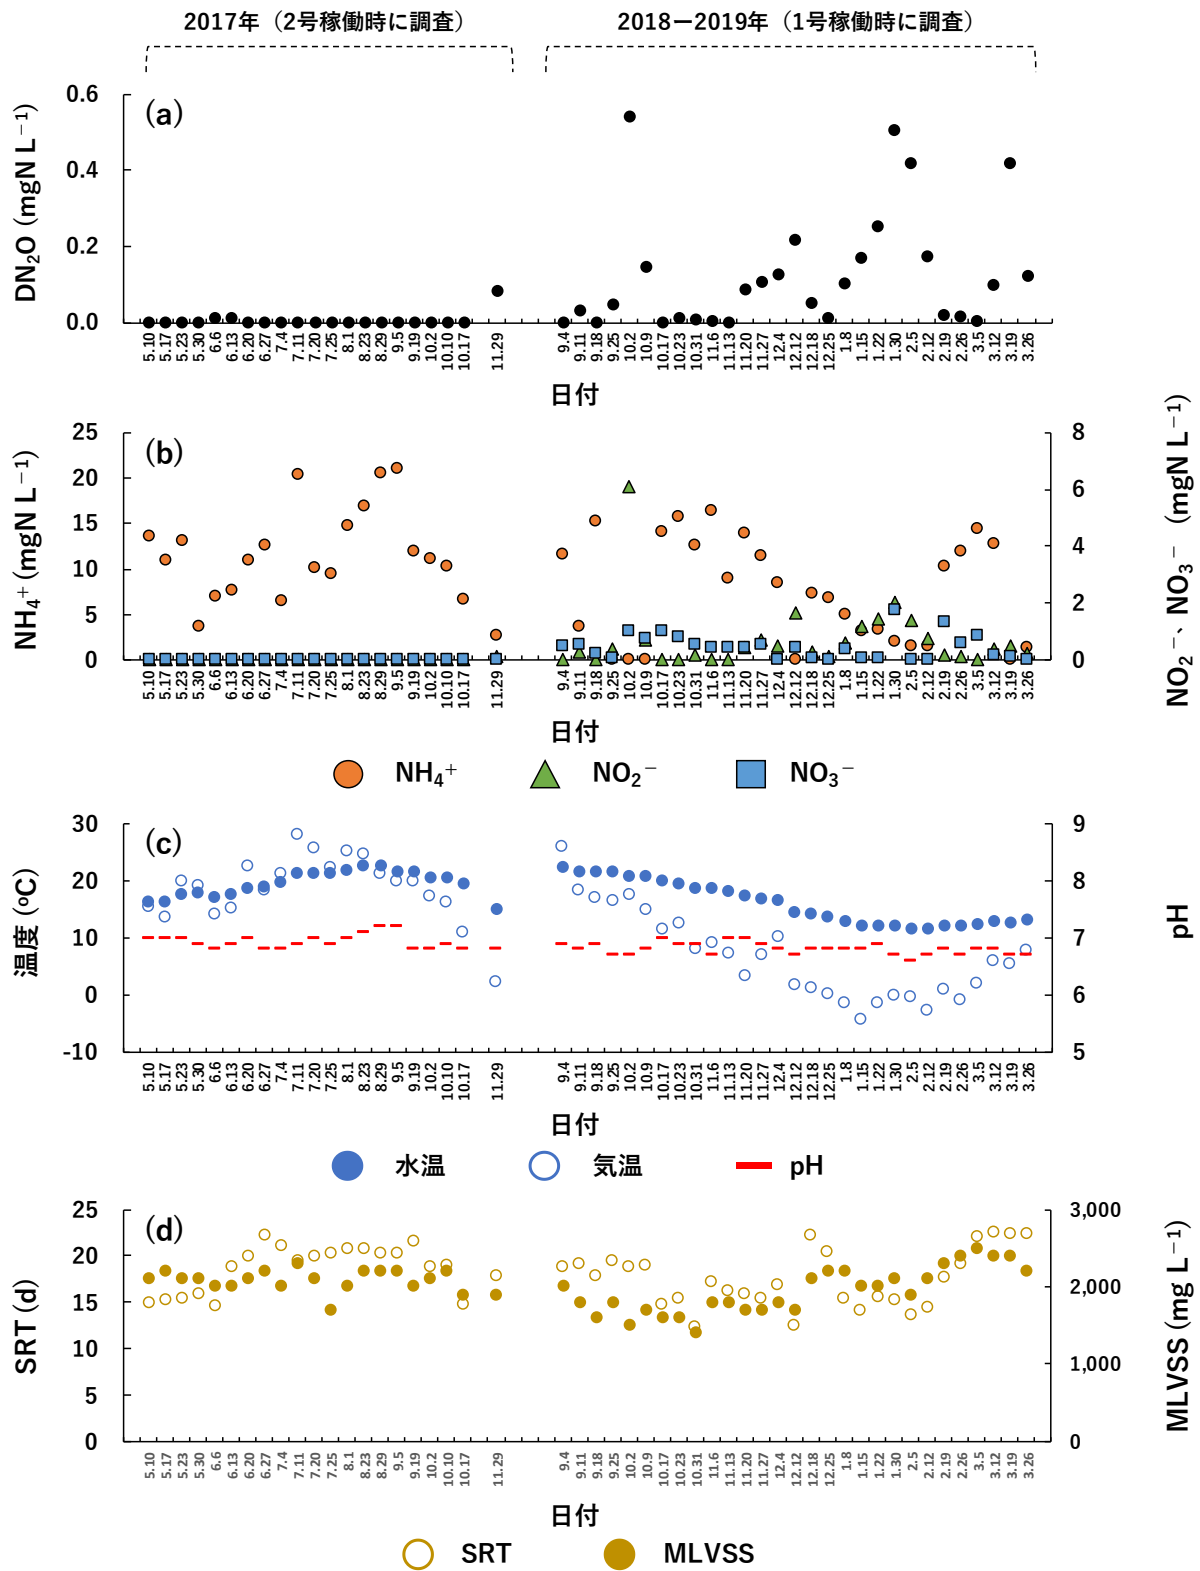 2017年（2号稼働時に調査） 2018ー2019年（1号稼働時に調査）
(a)
DN₂O (mgN L⁻¹)
0.6
0.4
0.2
0.0
5.10 5.17 5.23 5.30 6.6 6.13 6.20 6.27 7.4 7.11 7.20 7.25 8.1 8.23 8.29 9.5 9.19 10.2 10.10 10.17 11.29 9.4 9.11 9.18 9.25 10.2 10.9 10.17 10.23 10.31 11.6 11.13 11.20 11.27 12.4 12.12 12.18 12.25 1.8 1.15 1.22 1.30 2.5 2.12 2.19 2.26 3.5 3.12 3.19 3.26
日付
(b)
NH₄⁺ (mgN L⁻¹)
25
20
15
10
5
0
8
6
4
2
0
NO₂⁻、NO₃⁻ (mgN L⁻¹)
5.10 5.17 5.23 5.30 6.6 6.13 6.20 6.27 7.4 7.11 7.20 7.25 8.1 8.23 8.29 9.5 9.19 10.2 10.10 10.17 11.29 9.4 9.11 9.18 9.25 10.2 10.9 10.17 10.23 10.31 11.6 11.13 11.20 11.27 12.4 12.12 12.18 12.25 1.8 1.15 1.22 1.30 2.5 2.12 2.19 2.26 3.5 3.12 3.19 3.26
日付
NH₄⁺ NO₂⁻ NO₃⁻
(c)
温度 (ºC)
30
20
10
0
-10
9
8
7
6
5
pH
5.10 5.17 5.23 5.30 6.6 6.13 6.20 6.27 7.4 7.11 7.20 7.25 8.1 8.23 8.29 9.5 9.19 10.2 10.10 10.17 11.29 9.4 9.11 9.18 9.25 10.2 10.9 10.17 10.23 10.31 11.6 11.13 11.20 11.27 12.4 12.12 12.18 12.25 1.8 1.15 1.22 1.30 2.5 2.12 2.19 2.26 3.5 3.12 3.19 3.26
日付
水温 気温 pH
(d)
SRT (d)
25
20
15
10
5
0
3,000
2,000
1,000
0
MLVSS (mg L⁻¹)
5.10 5.17 5.23 5.30 6.6 6.13 6.20 6.27 7.4 7.11 7.20 7.25 8.1 8.23 8.29 9.5 9.19 10.2 10.10 10.17 11.29 9.4 9.11 9.18 9.25 10.2 10.9 10.17 10.23 10.31 11.6 11.13 11.20 11.27 12.4 12.12 12.18 12.25 1.8 1.15 1.22 1.30 2.5 2.12 2.19 2.26 3.5 3.12 3.19 3.26
日付
SRT MLVSS